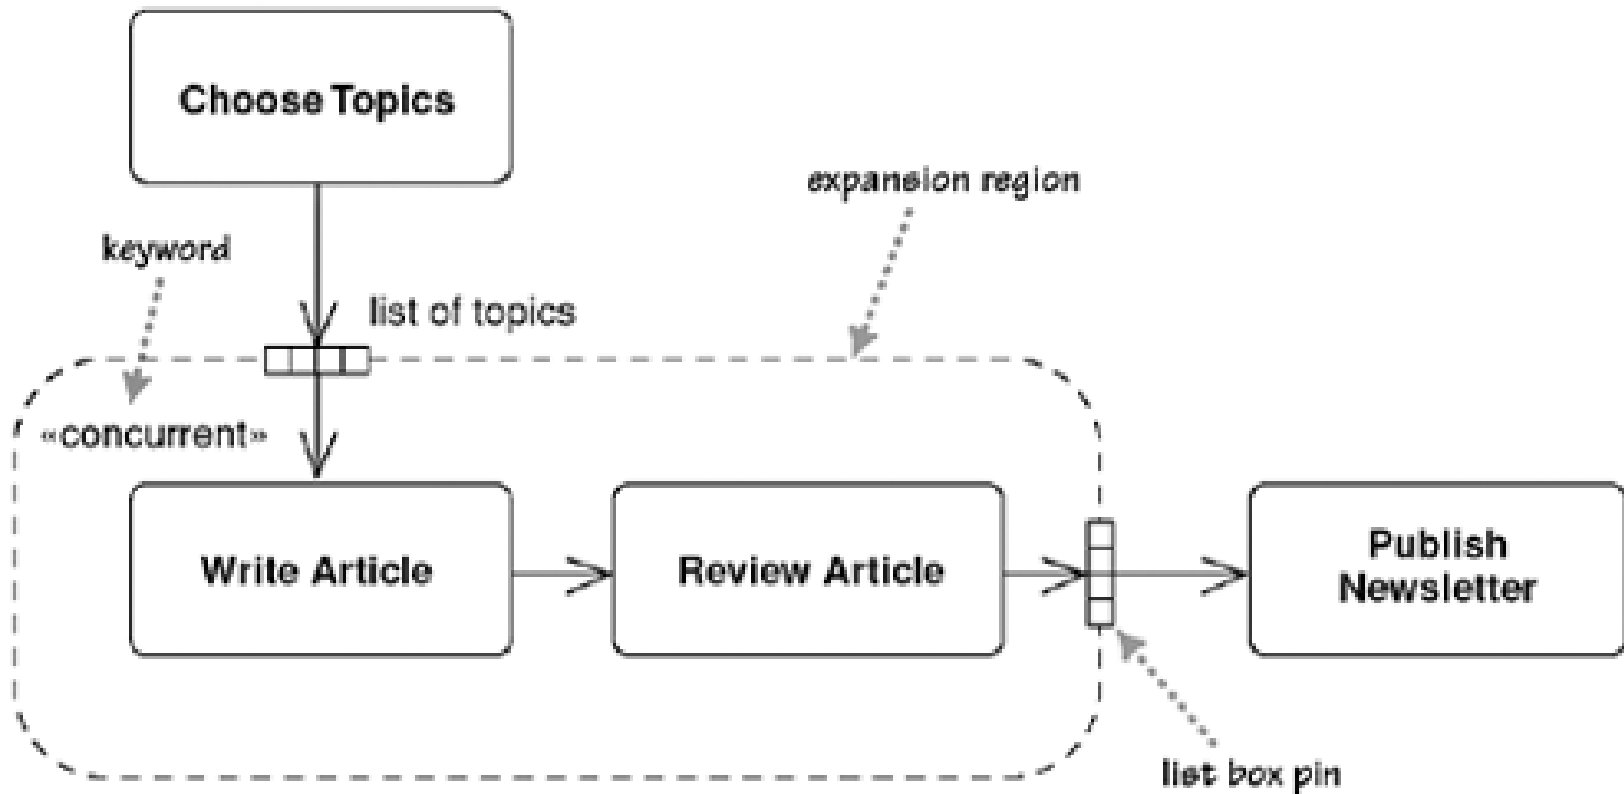 Choose Topics
expansion region
keyword
list of topics
«concurrent»
Write Article
Review Article
Publish
Newsletter
list box pin